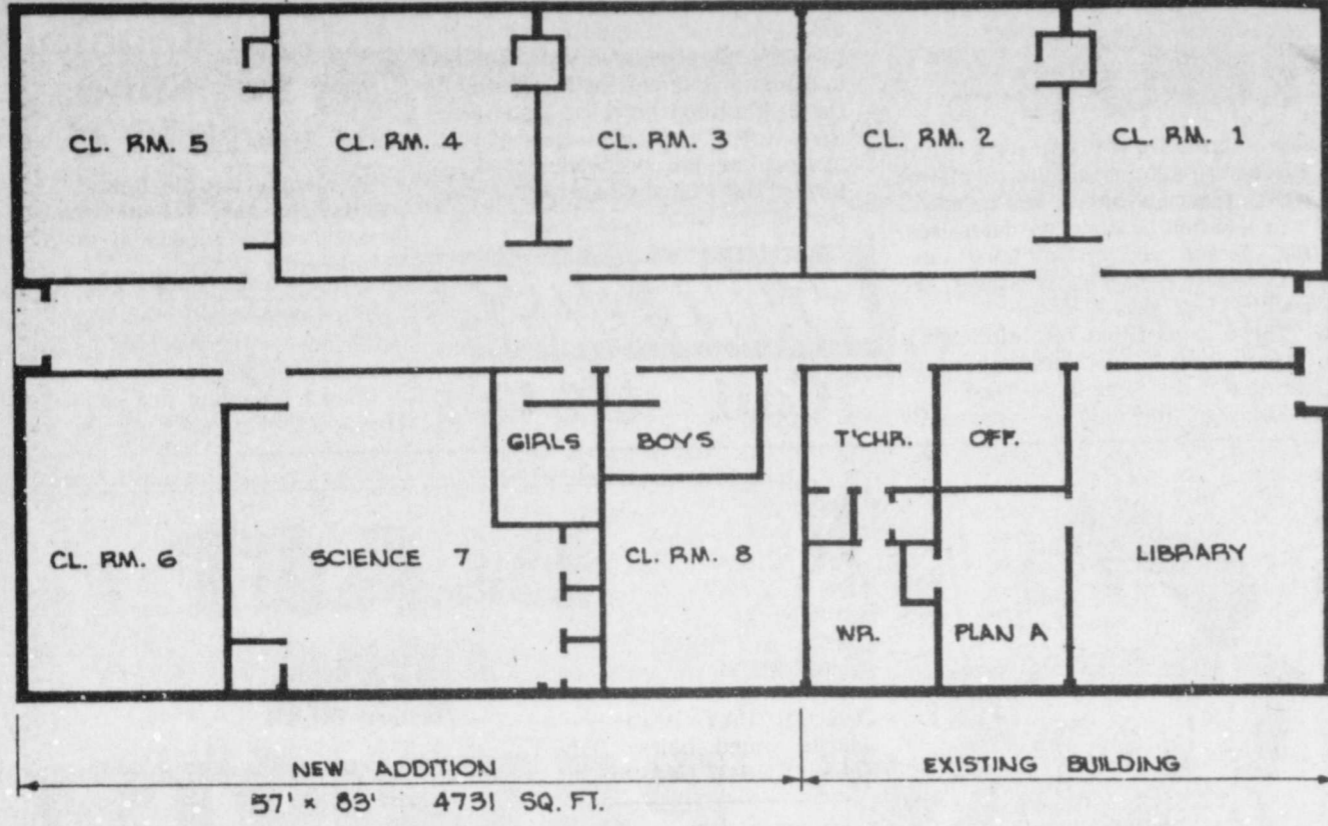 CL. RM. 5
CL. RM. 4
CL. RM. 3
CL. RM. 2
CL. RM. 1
GIRLS
BOYS
T'CHR.
OFF.
CL. RM. 6
SCIENCE 7
CL. RM. 8
LIBRARY
WR.
PLAN A
NEW ADDITION
57' × 83' 4731 SQ. FT.
EXISTING BUILDING